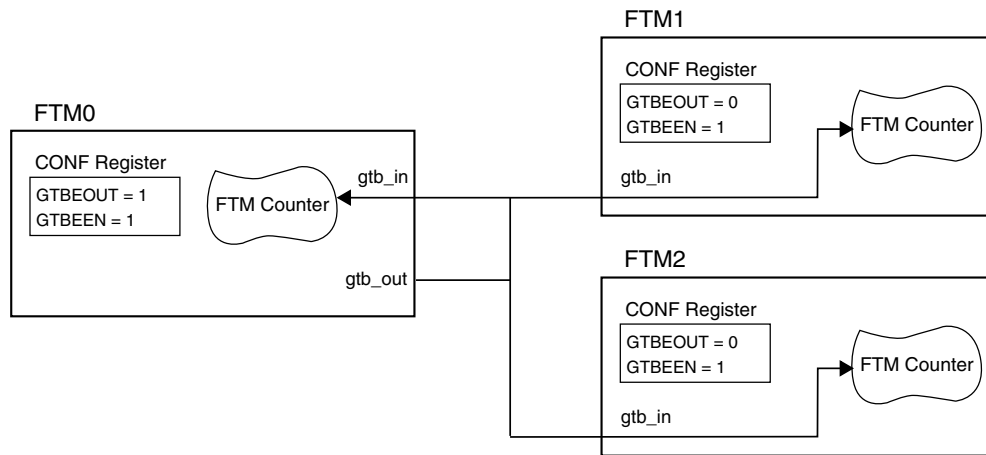 FTM0
CONF Register
GTBEOUT = 1
GTBEEN = 1
FTM Counter
gtb_in
gtb_out
FTM1
CONF Register
GTBEOUT = 0
GTBEEN = 1
FTM Counter
gtb_in
FTM2
CONF Register
GTBEOUT = 0
GTBEEN = 1
FTM Counter
gtb_in